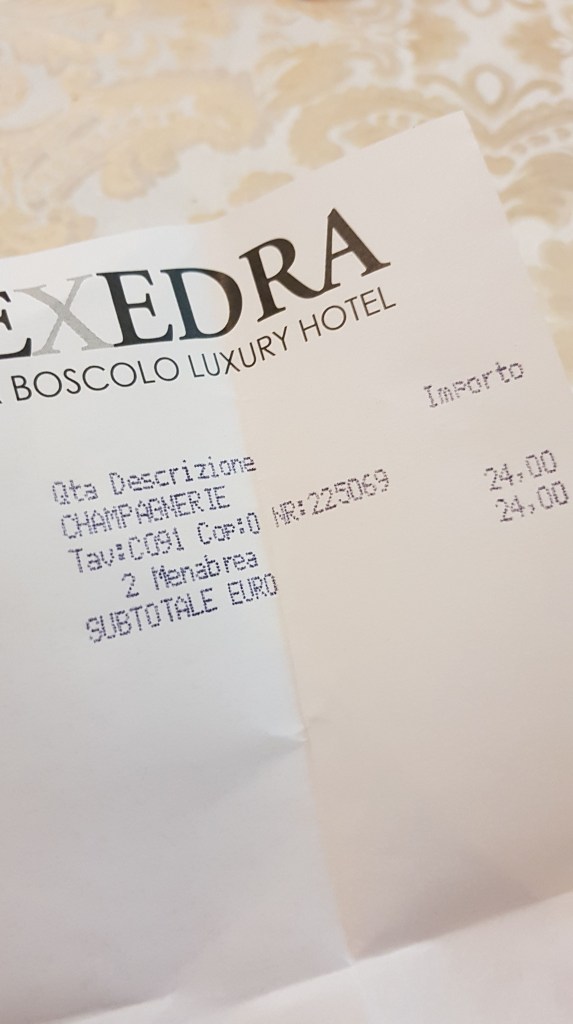 EXEDRA
BOSCOLO LUXURY HOTEL
Importo
Qta Descrizione
CHAMPAGNERIE
Tav:C091 Cop:0 NR:225069
2 Menabrea 24,00
SUBTOTALE EURO 24,00